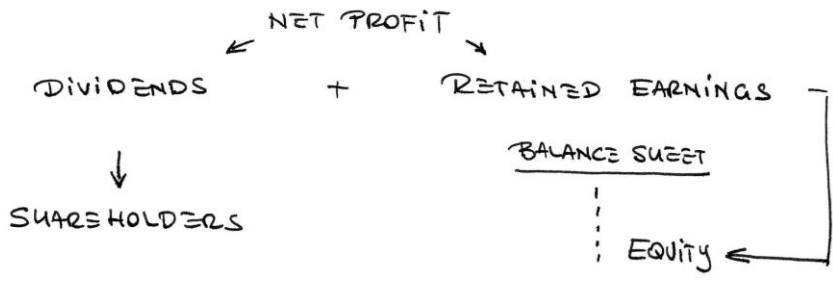 NET PROFIT
DIVIDENDS + RETAINED EARNINGS
BALANCE SHEET
SHAREHOLDERS
EQUITY